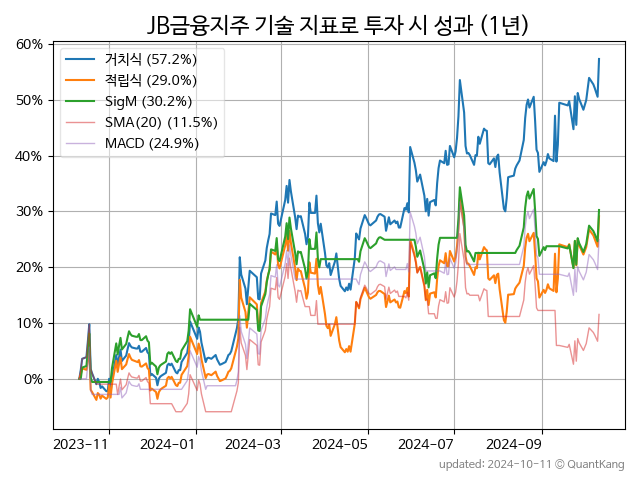 JB금융지주 기술 지표로 투자 시 성과 (1년)
60%
50%
40%
30%
20%
10%
0%
거치식 (57.2%)
적립식 (29.0%)
SigM (30.2%)
SMA(20) (11.5%)
MACD (24.9%)
2023-11
2024-01
2024-03
2024-05
2024-07
2024-09
updated: 2024-10-11 © QuantKang